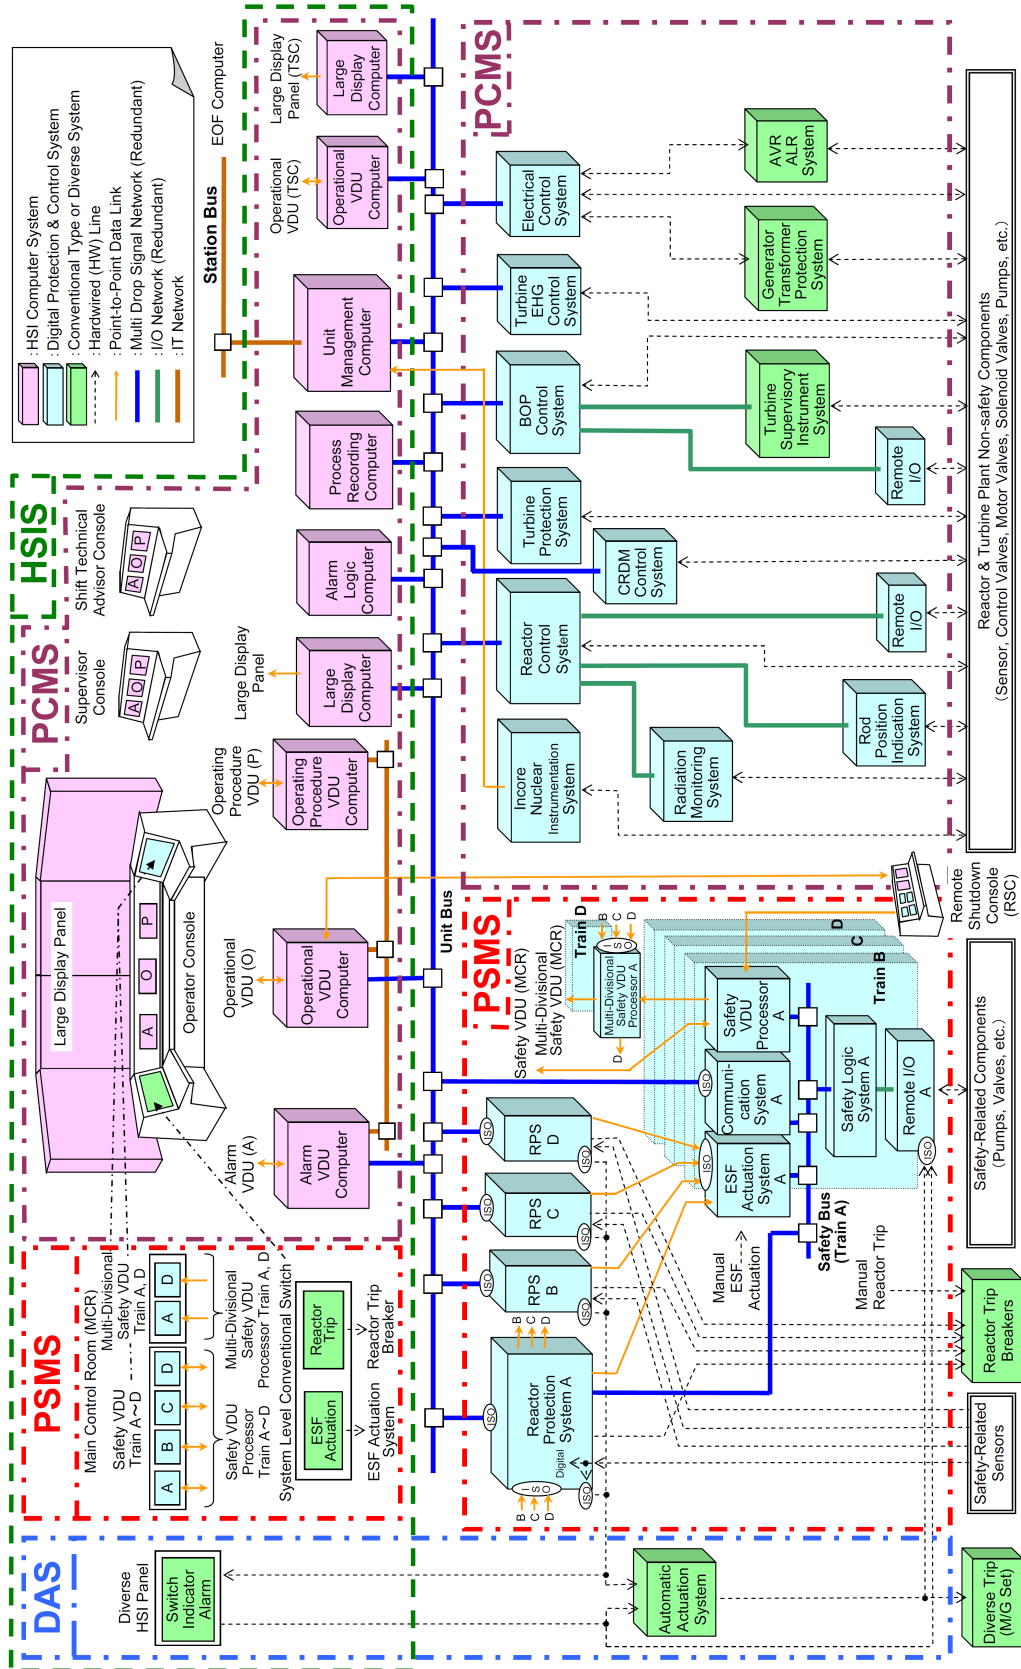 : HSI Computer System
: Digital Protection & Control System
: Conventional Type or Diverse System
: Hardwired (HW) Line
: Point-to-Point Data Link
: Multi Drop Signal Network (Redundant)
: I/O Network (Redundant)
: IT Network
HSIS
PCMS
PSMS
DAS
Station Bus
EOF Computer
Large Display Panel
A
O
P
Operator Console
Supervisor
Console
A
O
P
Shift Technical
Advisor Console
A
O
P
Main Control Room (MCR)
Safety VDU
Train A~D
A
B
C
D
Safety VDU
Processor
Train A~D
Multi-Divisional
Safety VDU
Train A, D
A
D
Multi-Divisional
Safety VDU
Processor Train A, D
System Level Conventional Switch
ESF
Actuation
Reactor
Trip
ESF Actuation
System
Reactor Trip
Breaker
Diverse
HSI Panel
Switch
Indicator
Alarm
Alarm
VDU (A)
Alarm
VDU
Computer
Operational
VDU (O)
Operational
VDU
Computer
Operating
Procedure
VDU (P)
Operating
Procedure
VDU
Computer
Large Display
Panel
Large
Display
Computer
Alarm
Logic
Computer
Process
Recording
Computer
Unit
Management
Computer
Operational
VDU (TSC)
Operational
VDU
Computer
Large Display
Panel (TSC)
Large
Display
Computer
Unit Bus
PSMS
ISO
Reactor
Protection
System A
Digital
B
C
D
I
S
O
ISO
B
C
D
ISO
RPS
B
ISO
ISO
RPS
C
ISO
ISO
RPS
D
ISO
Safety VDU (MCR)
Multi-Divisional
Safety VDU (MCR)
Train D
D
Multi-Divisional
Safety VDU
Processor A
I
S
O
B
C
D
ISO
ESF
Actuation
System
A
ISO
Communi-
cation
System
A
Safety
VDU
Processor
A
Train B
C
D
Safety Bus
(Train A)
Safety Logic
System A
Remote I/O
A
ISO
Manual
ESF
Actuation
Manual
Reactor Trip
Automatic
Actuation
System
Diverse Trip
(M/G Set)
Safety-Related
Sensors
Reactor Trip
Breakers
Safety-Related Components
(Pumps, Valves, etc.)
Remote
Shutdown
Console
(RSC)
PCMS
Incore
Nuclear
Instrumentation
System
Reactor
Control
System
Turbine
Protection
System
BOP
Control
System
Turbine
EHG
Control
System
Electrical
Control
System
CRDM
Control
System
Radiation
Monitoring
System
Rod
Position
Indication
System
Remote
I/O
Remote
I/O
Turbine
Supervisory
Instrument
System
Generator
Transformer
Protection
System
AVR
ALR
System
Reactor & Turbine Plant Non-safety Components
(Sensor, Control Valves, Motor Valves, Solenoid Valves, Pumps, etc.)